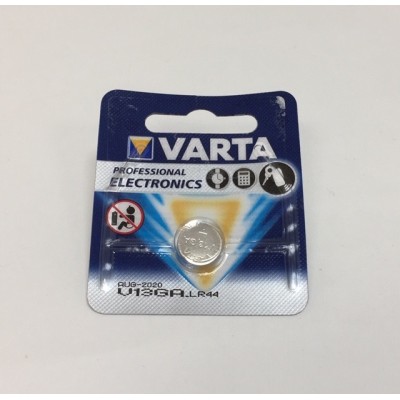 VARTA
PROFESSIONAL
ELECTRONICS
AUG-2020
V13GA.LR44